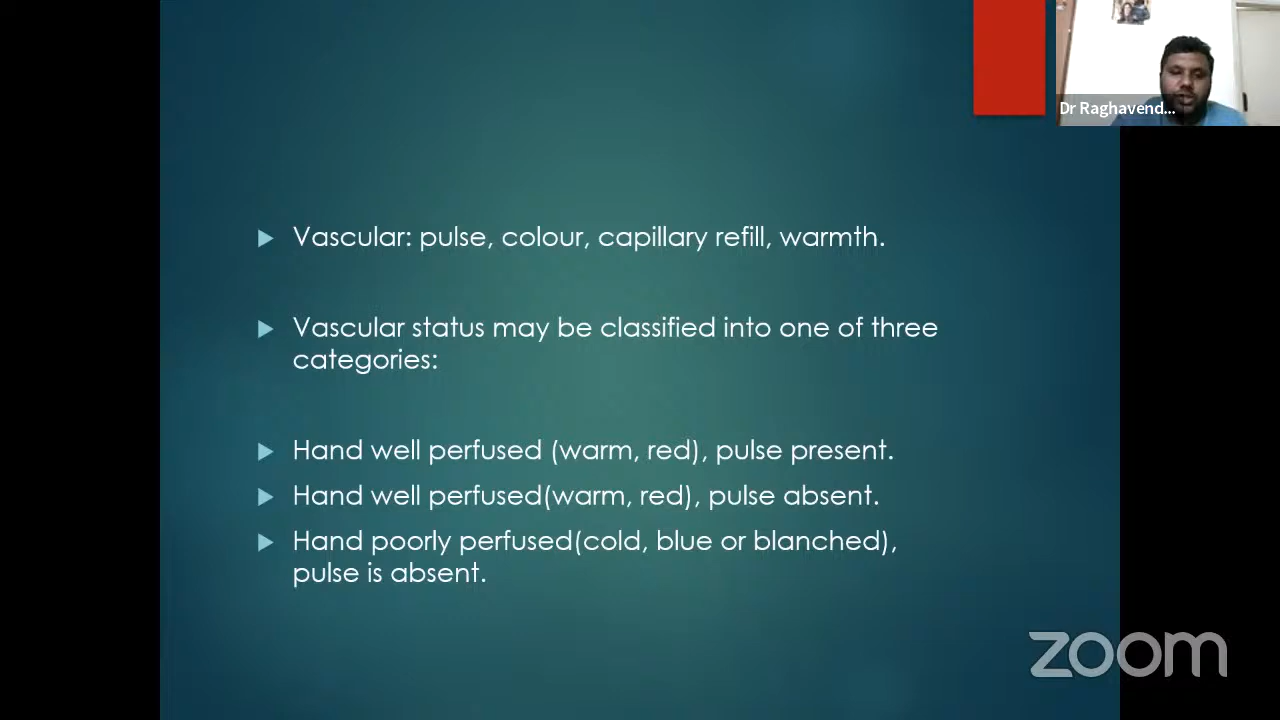 Dr Raghavend...
Vascular: pulse, colour, capillary refill, warmth.
Vascular status may be classified into one of three
categories:
Hand well perfused (warm, red), pulse present.
Hand well perfused(warm, red), pulse absent.
Hand poorly perfused(cold, blue or blanched),
pulse is absent.
zoom